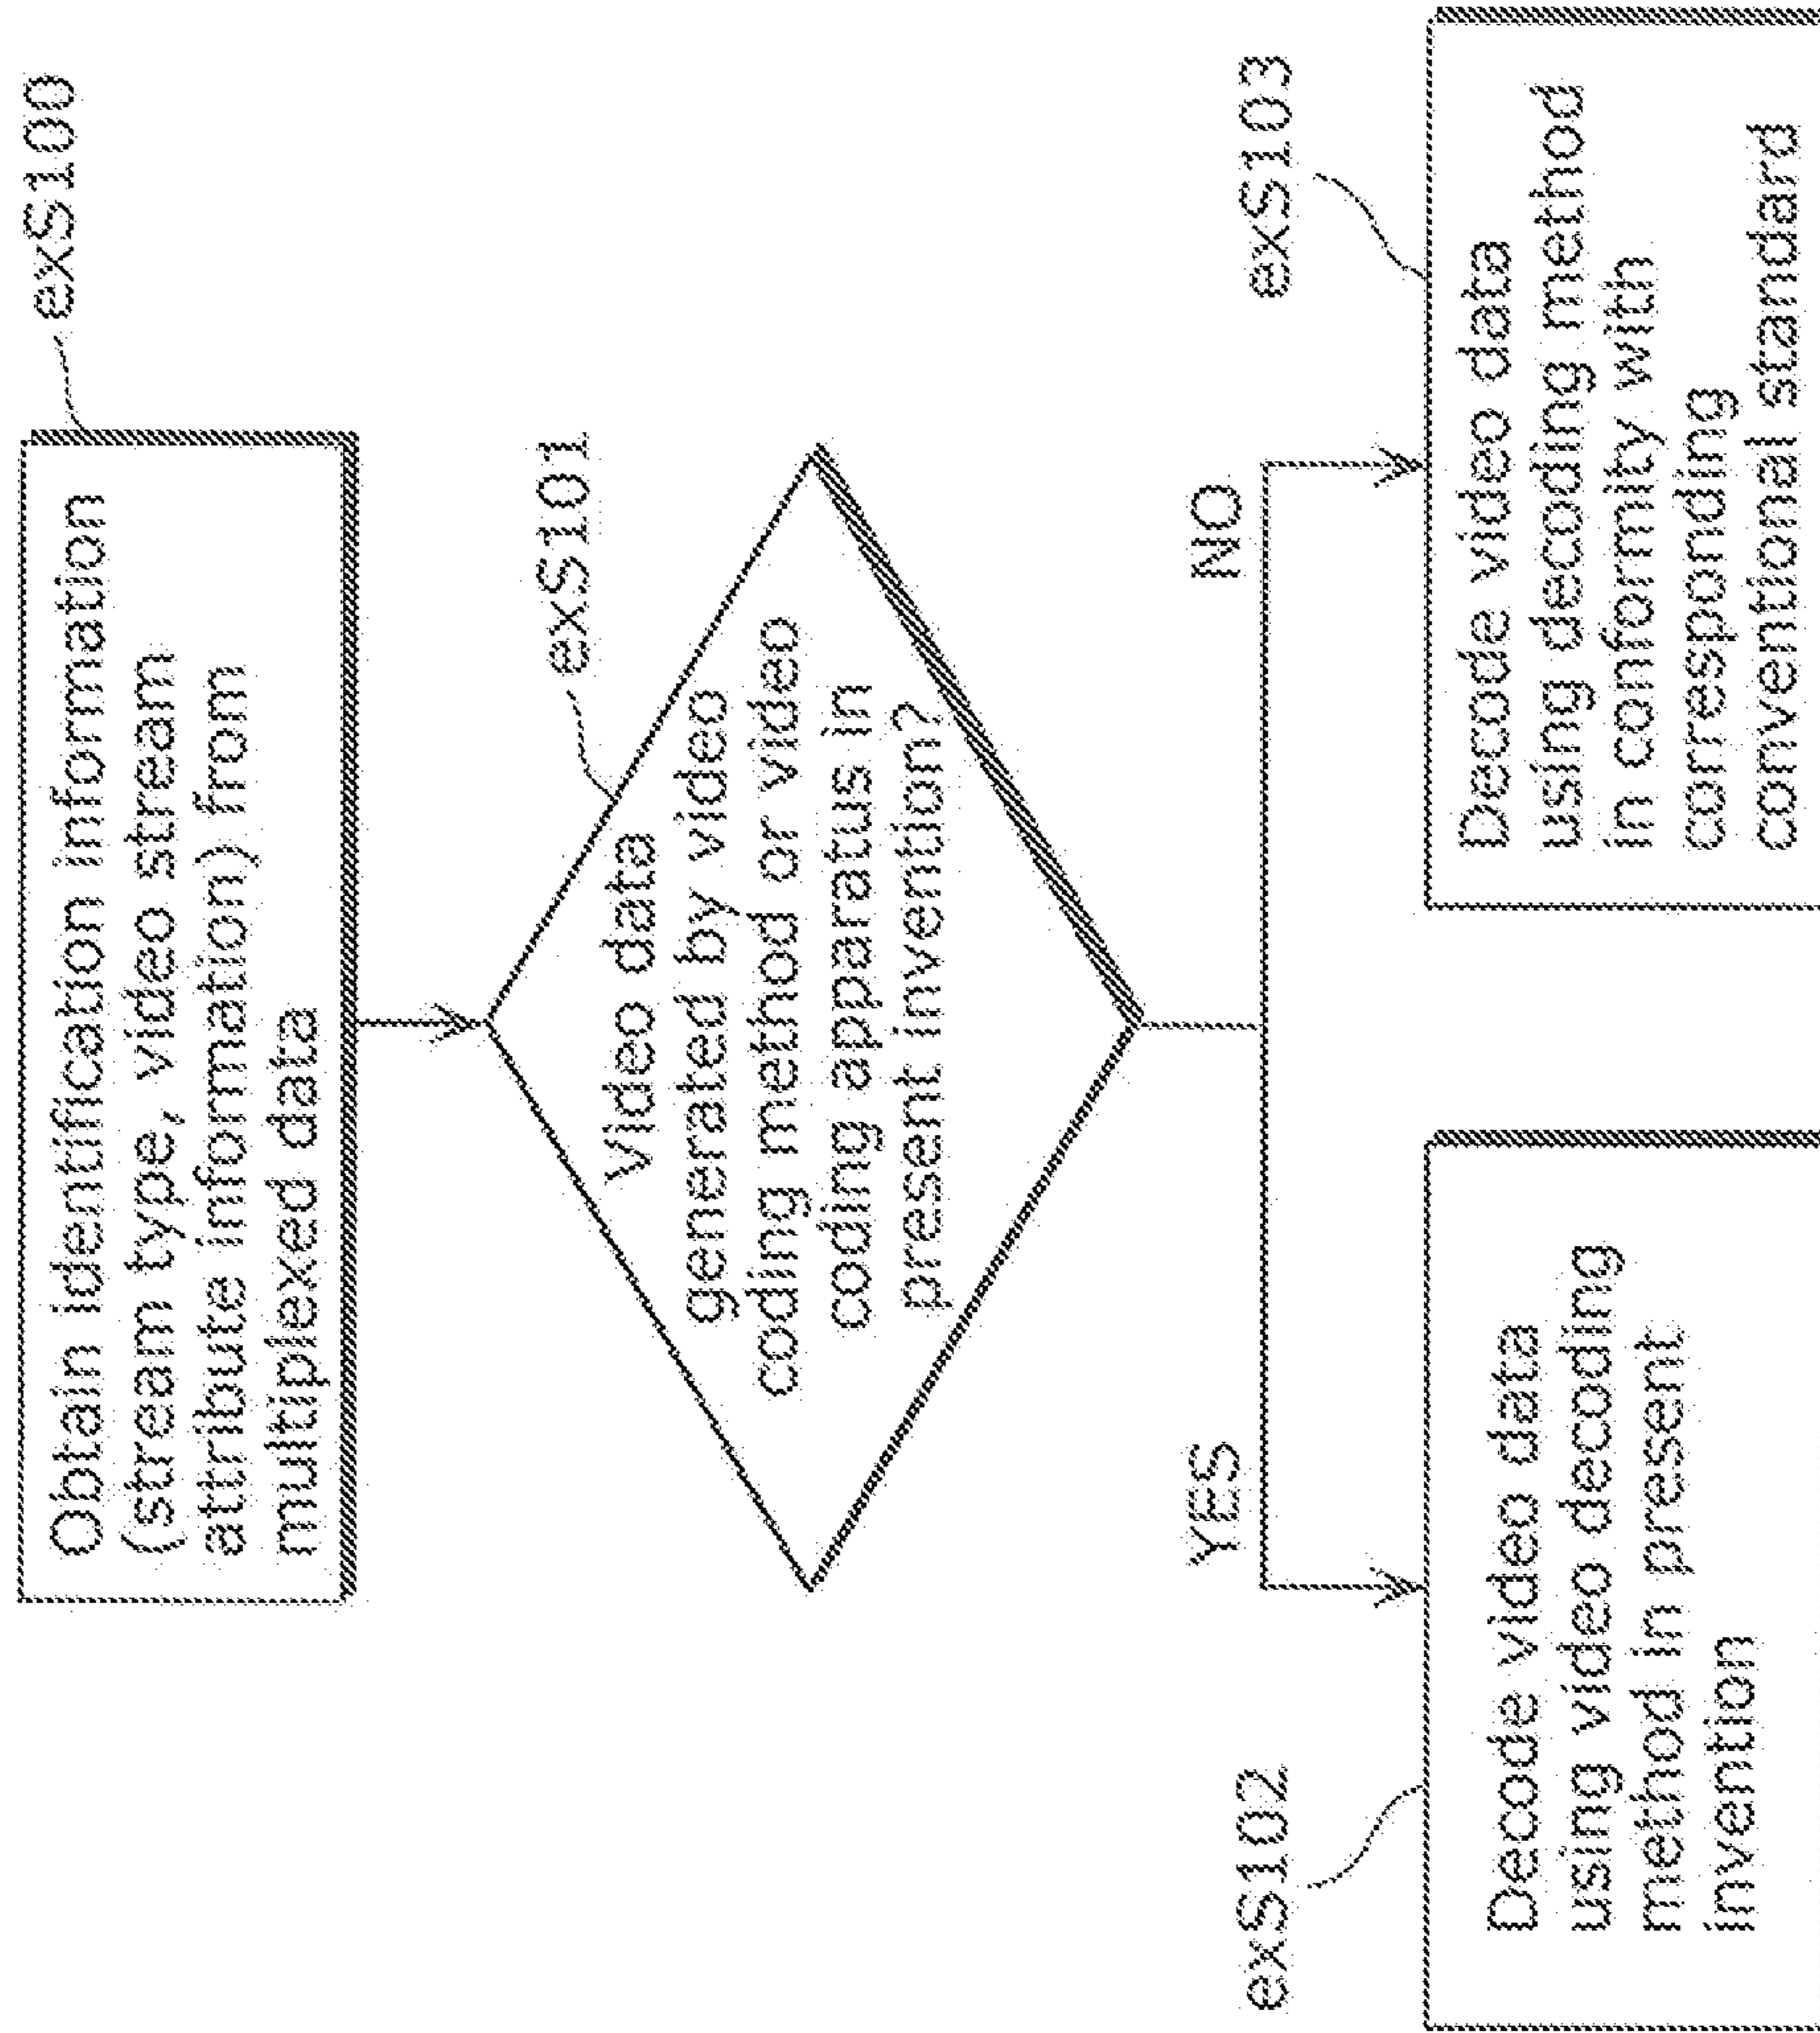 exS100
Obtain identification information
(stream type, video stream
attribute information) from
multiplexed data
exS101
Video data
generated by video
coding method or video
coding apparatus in
present invention?
YES
NO
exS102
Decode video data
using video decoding
method in present
invention
exS103
Decode video data
using decoding method
in conformity with
corresponding
conventional standard